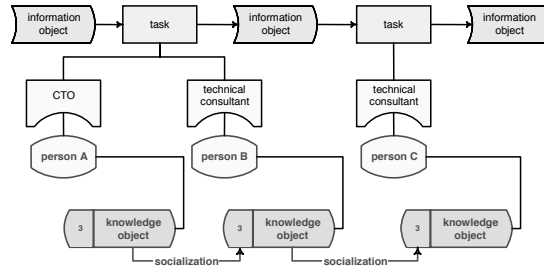 information
object
task
information
object
task
information
object
CTO
technical
consultant
technical
consultant
person A
person B
person C
3
knowledge
object
3
knowledge
object
3
knowledge
object
socialization
socialization